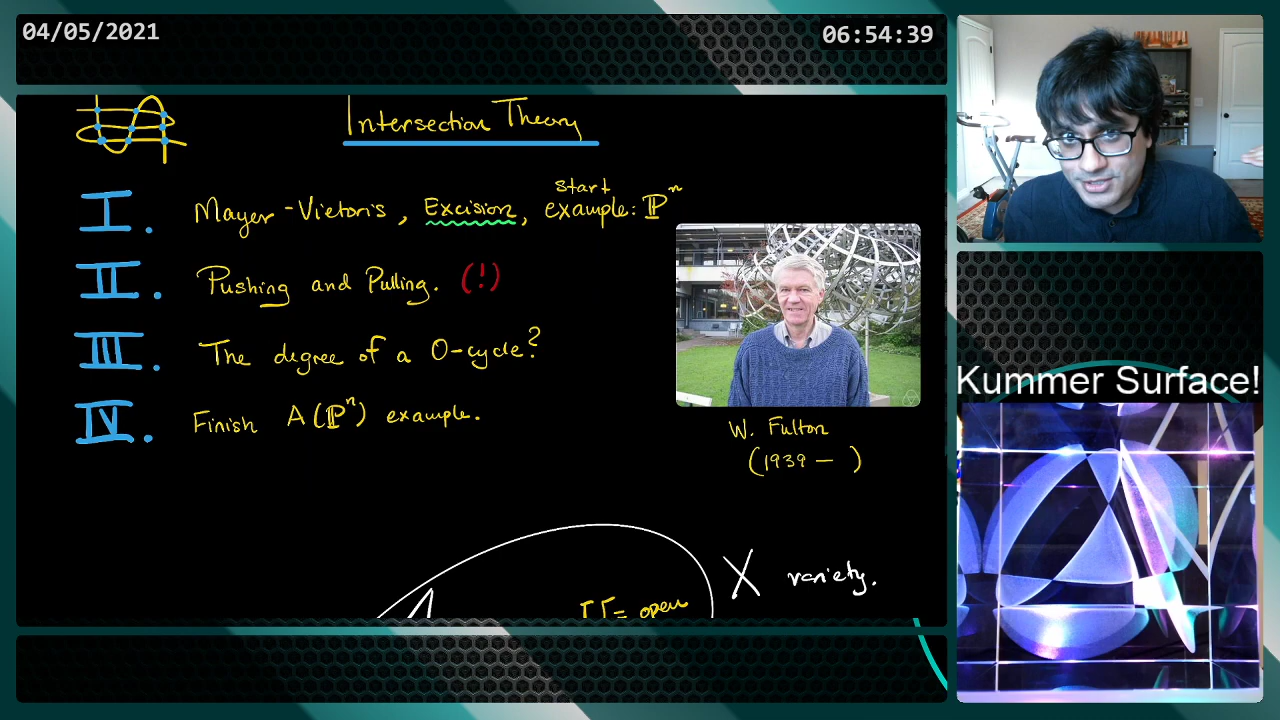 04/05/2021
06:54:39
Intersection Theory
I. Mayer-Vietoris, Excision, start example: ℙⁿ
II. Pushing and Pulling. (!)
III. The degree of a 0-cycle?
IV. Finish A(ℙⁿ) example.
W. Fulton
(1939 – )
X variety.
U = open
Kummer Surface!